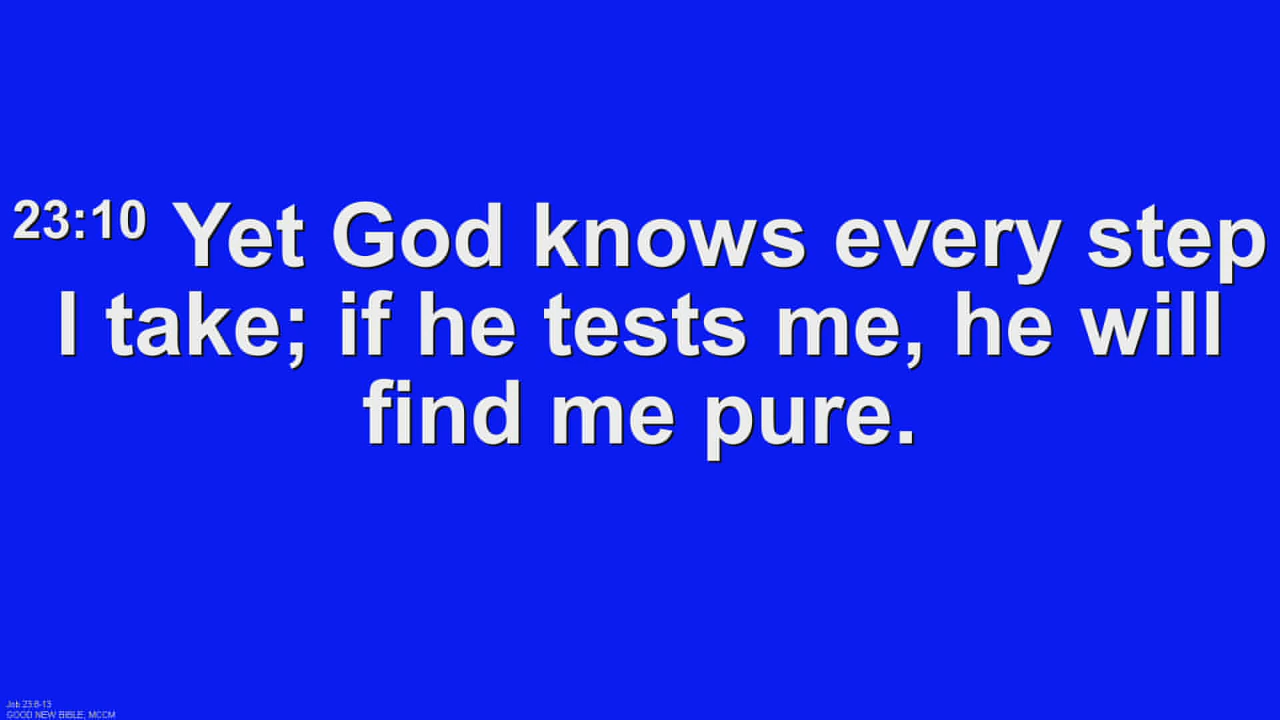 23:10 Yet God knows every step
I take; if he tests me, he will
find me pure.
Job 23:8-13
GOOD NEW BIBLE, MCCM